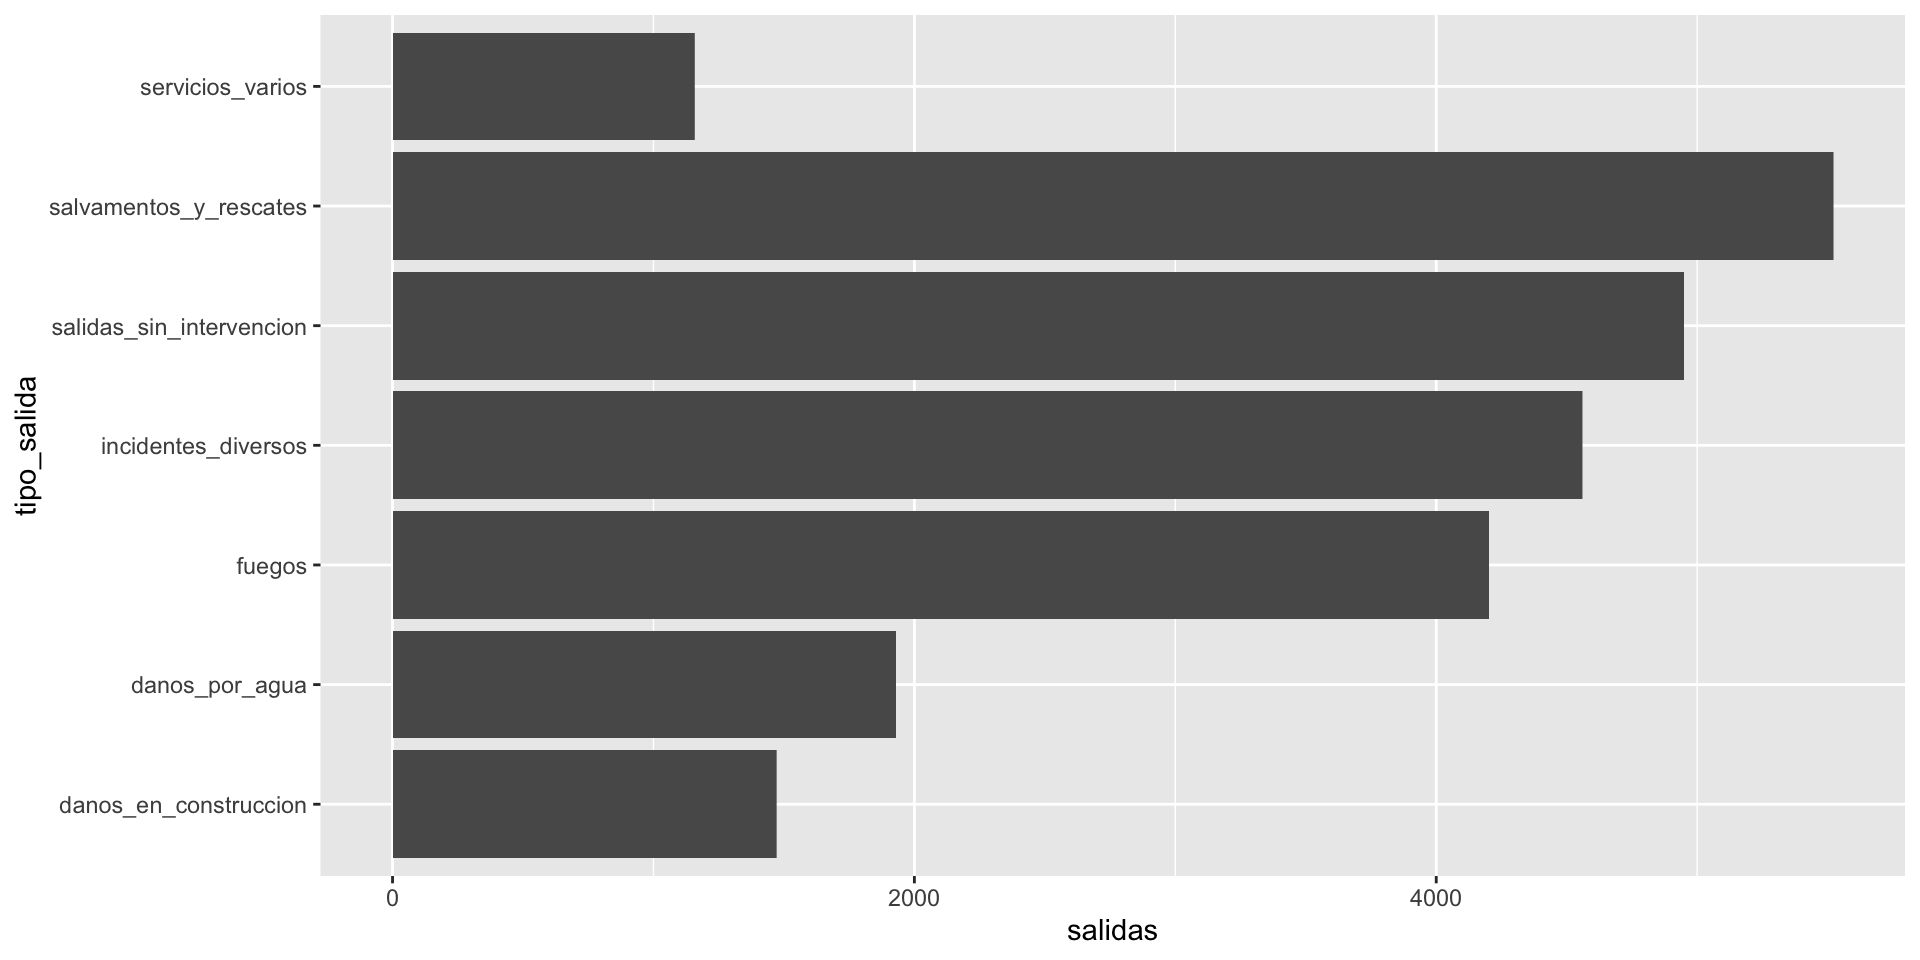 servicios_varios
salvamentos_y_rescates
salidas_sin_intervencion
incidentes_diversos
fuegos
danos_por_agua
danos_en_construccion
tipo_salida
0 2000 4000
salidas